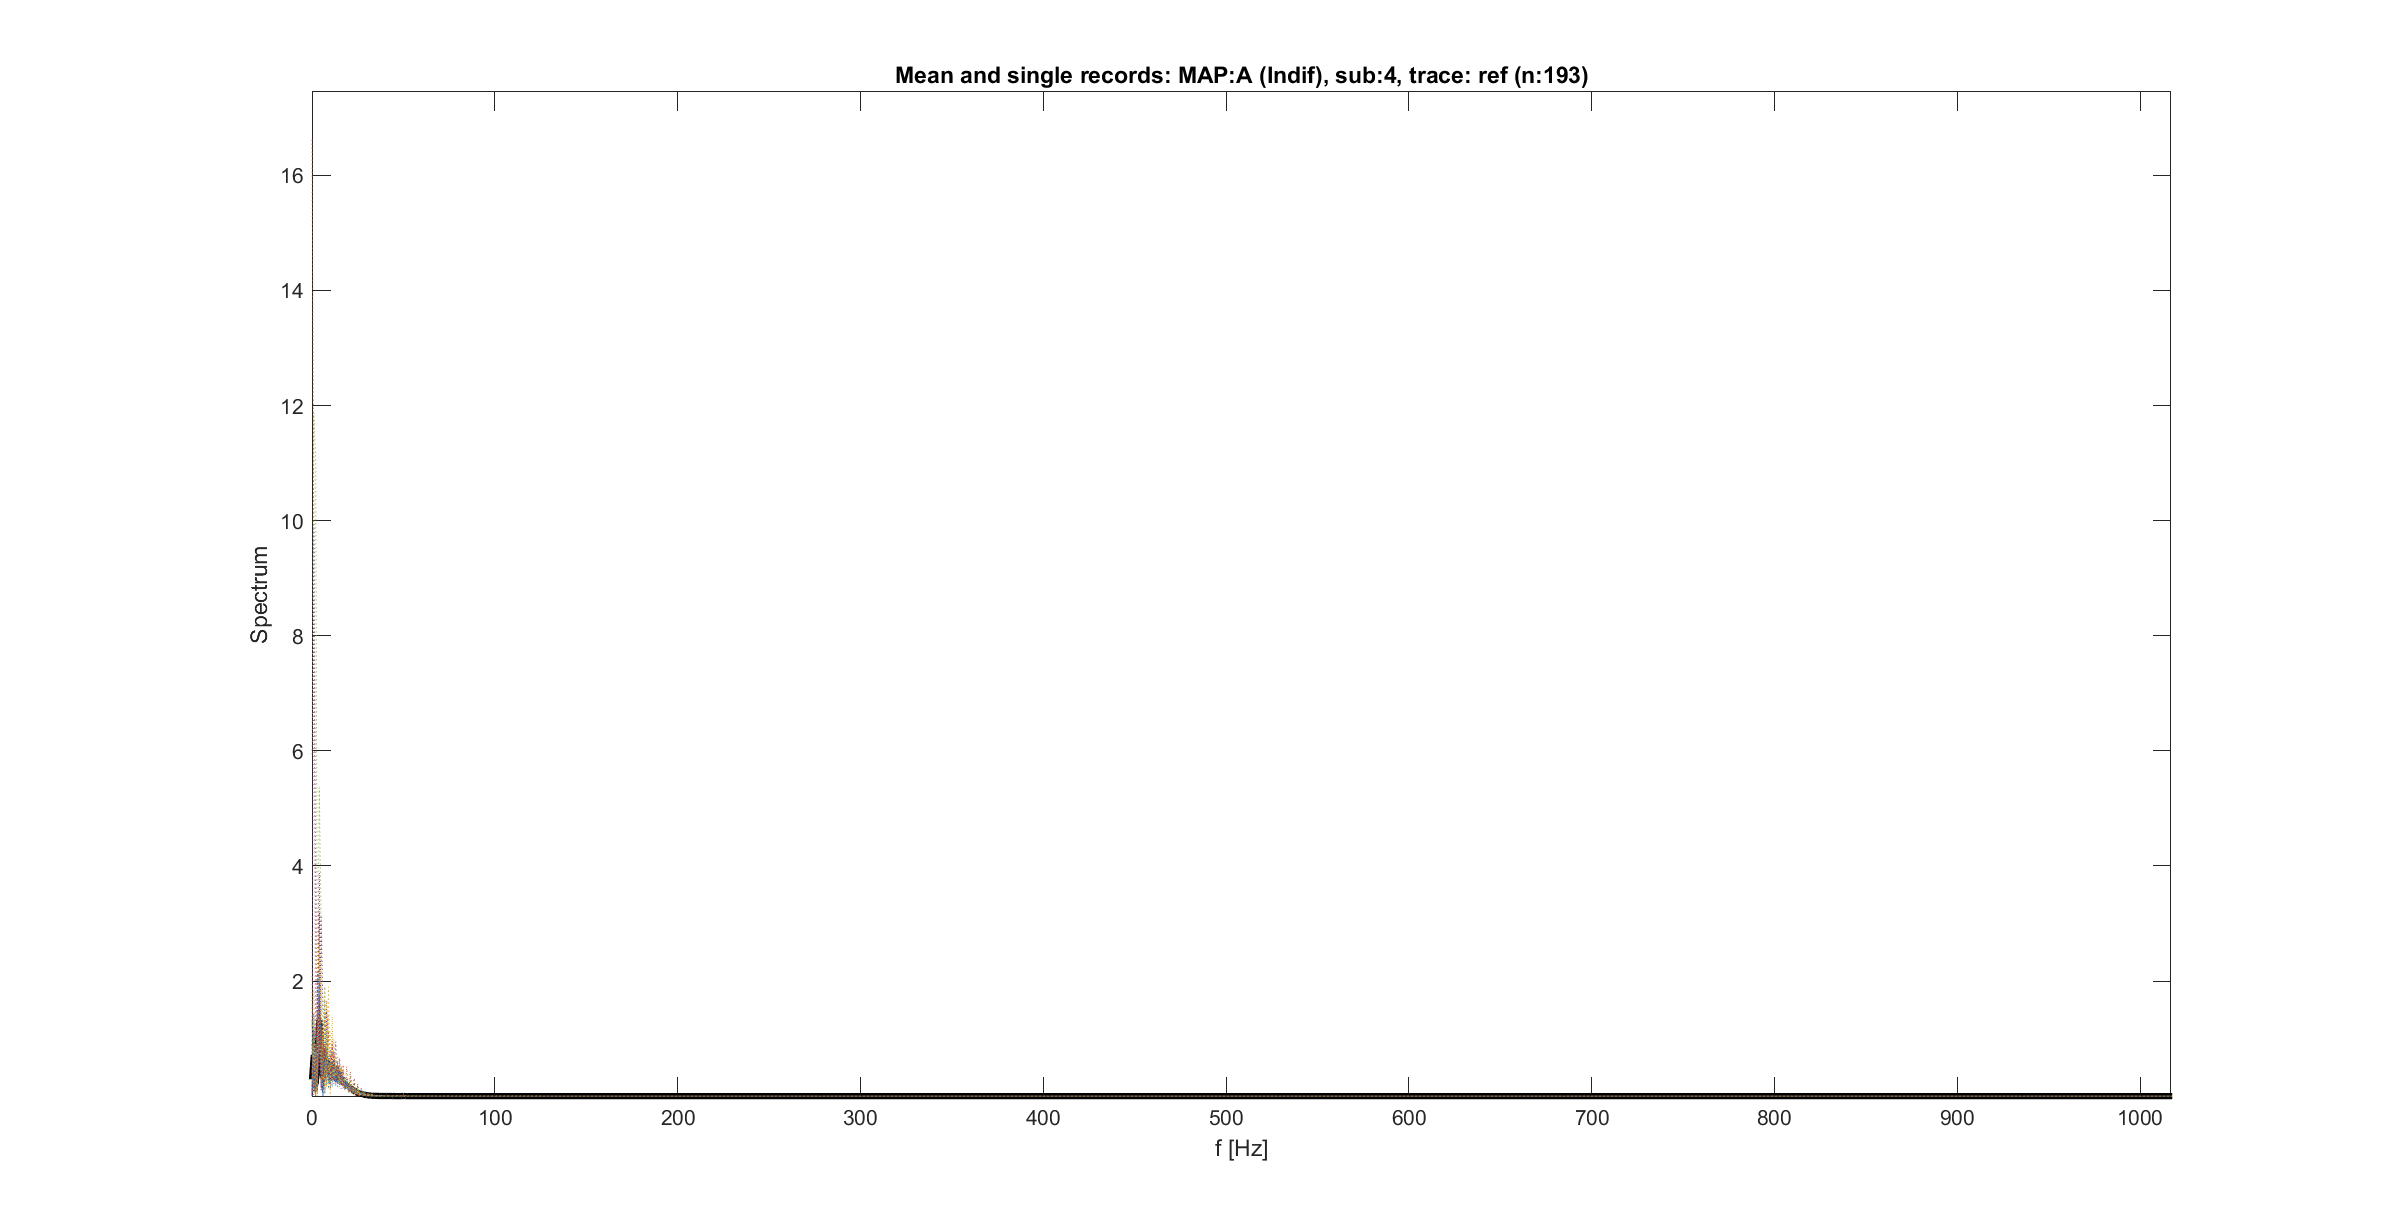 Mean and single records: MAP:A (Indif), sub:4, trace: ref (n:193)
16
14
12
10
8
6
4
2
Spectrum
0 100 200 300 400 500 600 700 800 900 1000
f [Hz]